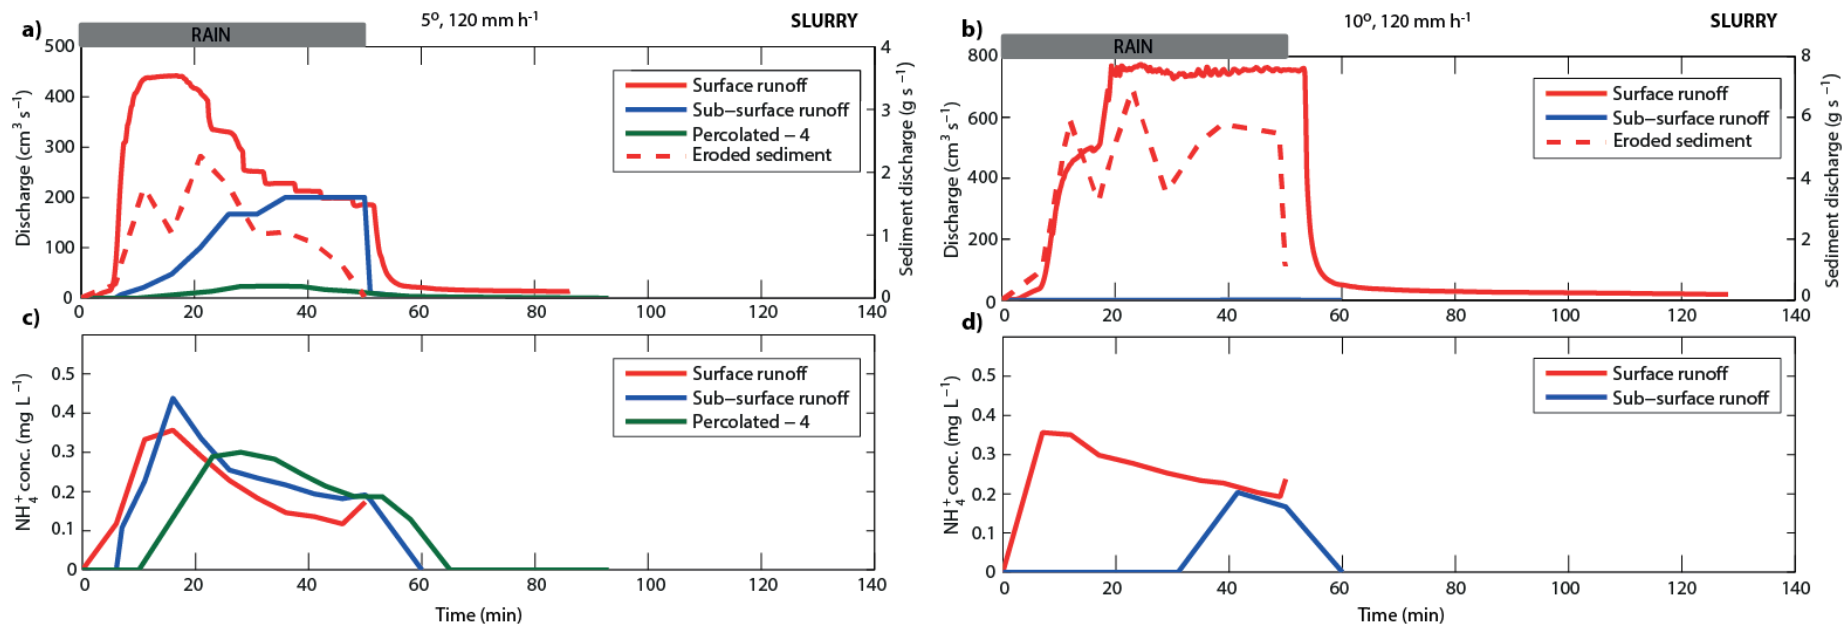 a)
5º, 120 mm h-1
SLURRY
RAIN
500
400
300
200
100
0
Discharge (cm3 s−1)
4
3
2
1
0
Sediment discharge (g s−1)
Surface runoff
Sub−surface runoff
Percolated − 4
Eroded sediment
0 20 40 60 80 100 120 140
b)
10º, 120 mm h-1
SLURRY
RAIN
800
600
400
200
0
Discharge (cm3 s−1)
8
6
4
2
0
Sediment discharge (g s −1)
Surface runoff
Sub−surface runoff
Eroded sediment
0 20 40 60 80 100 120 140
c)
0.5
0.4
0.3
0.2
0.1
0
NH4+ conc. (mg L −1)
Surface runoff
Sub−surface runoff
Percolated − 4
0 20 40 60 80 100 120 140
Time (min)
d)
0.5
0.4
0.3
0.2
0.1
0
NH4+ conc. (mg L −1)
Surface runoff
Sub−surface runoff
0 20 40 60 80 100 120 140
Time (min)